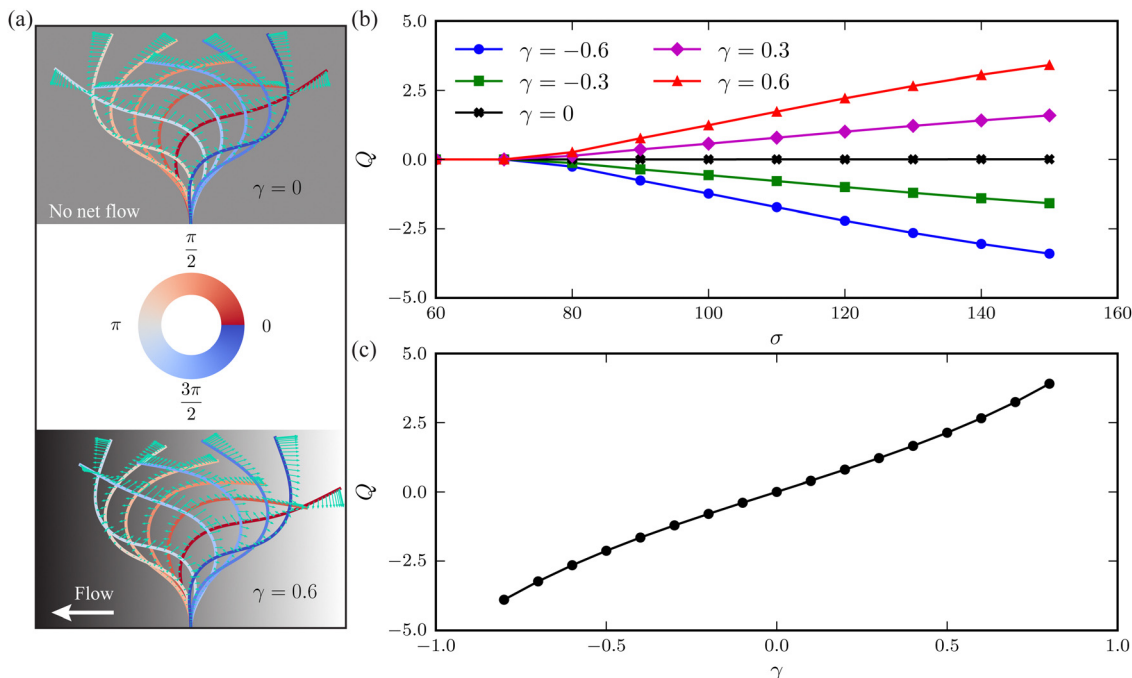 (a)
γ = 0
No net flow
π/2
π
0
3π/2
Flow
γ = 0.6
(b)
5.0
2.5
0.0
−2.5
−5.0
Q
γ = −0.6
γ = −0.3
γ = 0
γ = 0.3
γ = 0.6
60 80 100 120 140 160
σ
(c)
5.0
2.5
0.0
−2.5
−5.0
Q
−1.0 −0.5 0.0 0.5 1.0
γ